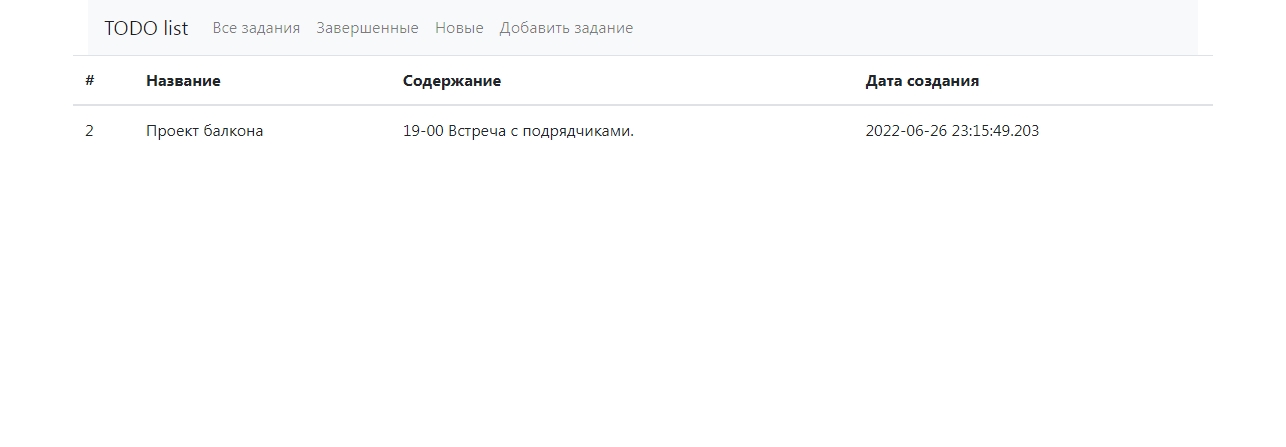 TODO list Все задания Завершенные Новые Добавить задание
# Название Содержание Дата создания
2 Проект балкона 19-00 Встреча с подрядчиками. 2022-06-26 23:15:49.203